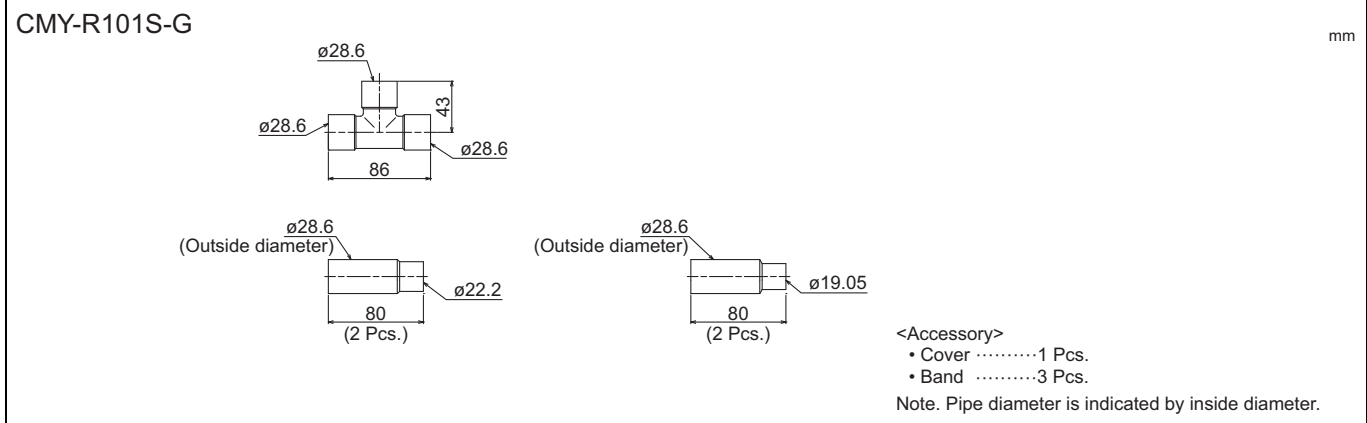 CMY-R101S-G
mm
ø28.6
43
ø28.6
ø28.6
86
ø28.6
(Outside diameter)
ø22.2
80
(2 Pcs.)
ø28.6
(Outside diameter)
ø19.05
80
(2 Pcs.)
<Accessory>
• Cover ··········1 Pcs.
• Band ··········3 Pcs.
Note. Pipe diameter is indicated by inside diameter.